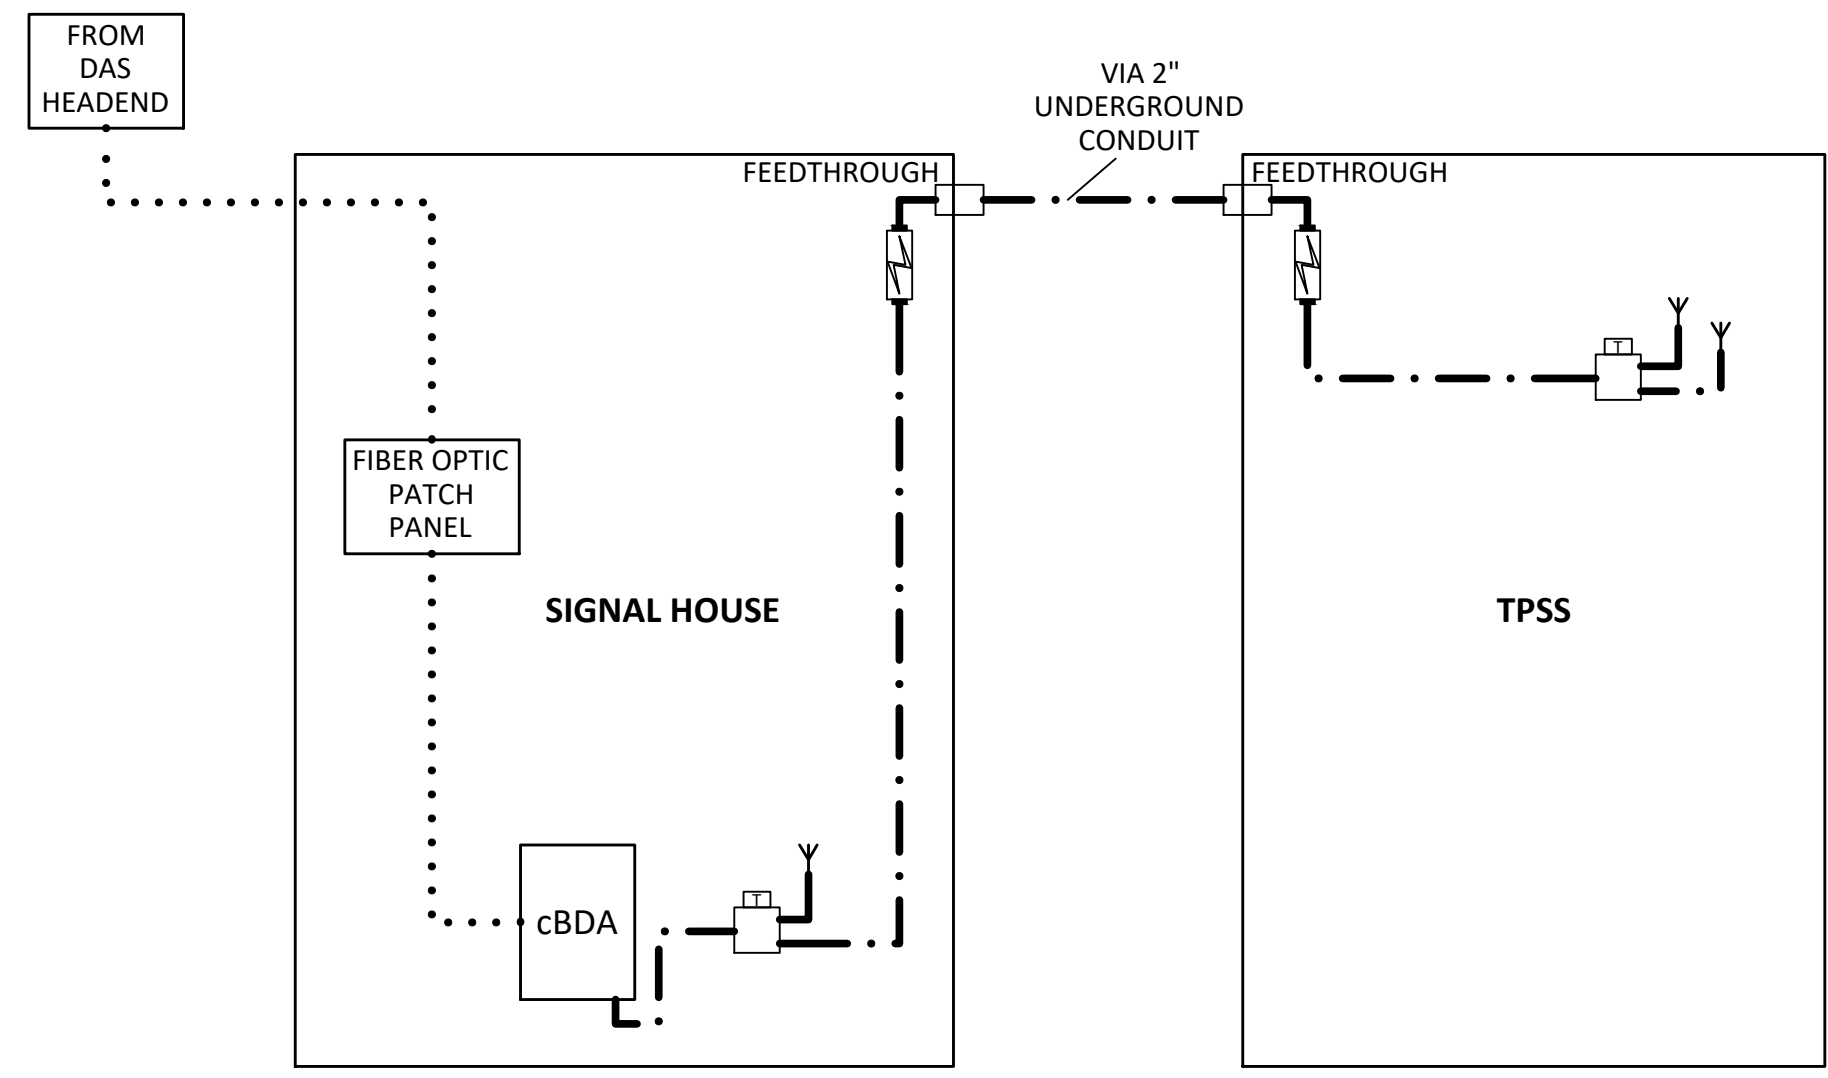 FROM
DAS
HEADEND
VIA 2"
UNDERGROUND
CONDUIT
FEEDTHROUGH
FEEDTHROUGH
T
FIBER OPTIC
PATCH
PANEL
SIGNAL HOUSE
TPSS
T
cBDA